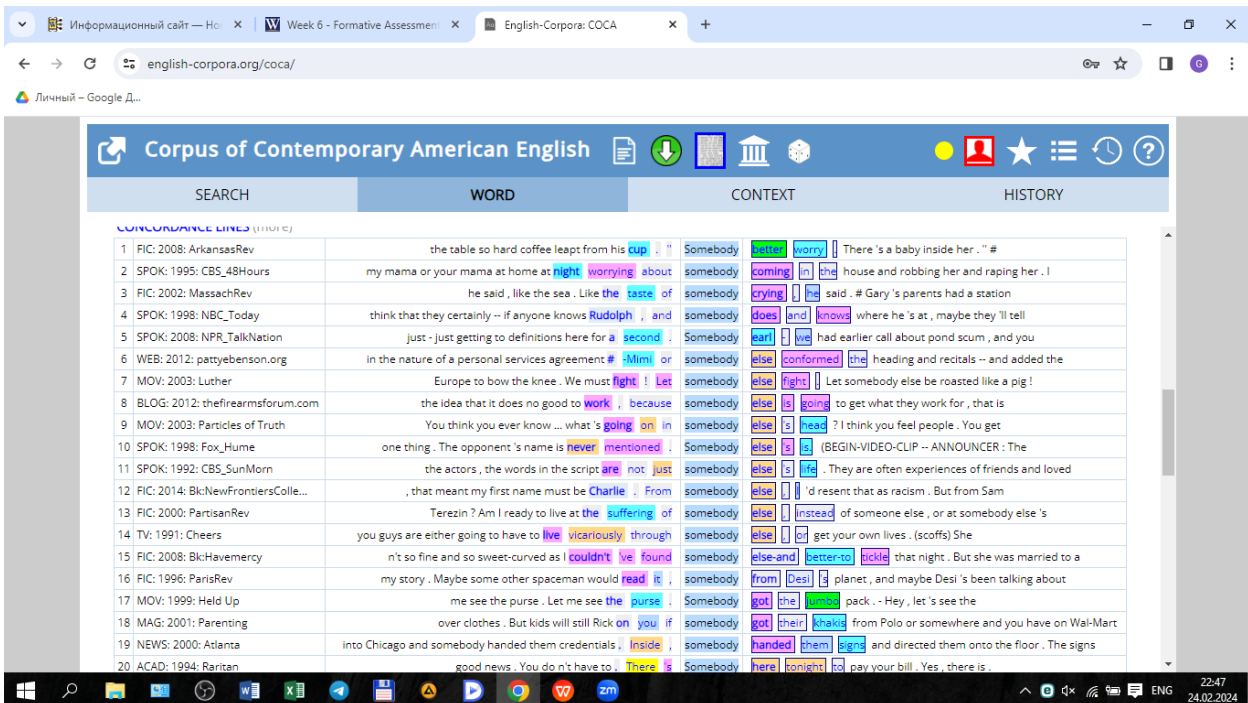 Информационный сайт — Но
Week 6 - Formative Assessment
English-Corpora: COCA
english-corpora.org/coca/
G
Личный – Google Д...
Corpus of Contemporary American English
SEARCH WORD CONTEXT HISTORY
CONCORDANCE LINES (more)
1 FIC: 2008: ArkansasRev the table so hard coffee leapt from his cup . " Somebody better worry . There 's a baby inside her . " #
2 SPOK: 1995: CBS_48Hours my mama or your mama at home at night worrying about somebody coming in the house and robbing her and raping her . I
3 FIC: 2002: MassachRev he said , like the sea . Like the taste of somebody crying , he said . # Gary 's parents had a station
4 SPOK: 1998: NBC_Today think that they certainly -- if anyone knows Rudolph , and somebody does and knows where he 's at , maybe they 'll tell
5 SPOK: 2008: NPR_TalkNation just - just getting to definitions here for a second . Somebody earl - we had earlier call about pond scum , and you
6 WEB: 2012: pattyebenson.org in the nature of a personal services agreement # -Mimi or somebody else conformed the heading and recitals -- and added the
7 MOV: 2003: Luther Europe to bow the knee . We must fight ! Let somebody else fight ! Let somebody else be roasted like a pig !
8 BLOG: 2012: thefirearmsforum.com the idea that it does no good to work , because somebody else is going to get what they work for , that is
9 MOV: 2003: Particles of Truth You think you ever know ... what 's going on in somebody else 's head ? I think you feel people . You get
10 SPOK: 1998: Fox_Hume one thing . The opponent 's name is never mentioned . Somebody else 's is. (BEGIN-VIDEO-CLIP -- ANNOUNCER : The
11 SPOK: 1992: CBS_SunMorn the actors , the words in the script are not just somebody else 's life . They are often experiences of friends and loved
12 FIC: 2014: Bk:NewFrontiersColle... , that meant my first name must be Charlie . From somebody else , I 'd resent that as racism . But from Sam
13 FIC: 2000: PartisanRev Terezin ? Am I ready to live at the suffering of somebody else , instead of someone else , or at somebody else 's
14 TV: 1991: Cheers you guys are either going to have to live vicariously through somebody else , or get your own lives . (scoffs) She
15 FIC: 2008: Bk:Havemercy n't so fine and so sweet-curved as I couldn't 've found somebody else-and better-to tickle that night . But she was married to a
16 FIC: 1996: ParisRev my story . Maybe some other spaceman would read it , somebody from Desi 's planet , and maybe Desi 's been talking about
17 MOV: 1999: Held Up me see the purse . Let me see the purse . Somebody got the jumbo pack . - Hey , let 's see the
18 MAG: 2001: Parenting over clothes . But kids will still Rick on you if somebody got their khakis from Polo or somewhere and you have on Wal-Mart
19 NEWS: 2000: Atlanta into Chicago and somebody handed them credentials . Inside , somebody handed them signs and directed them onto the floor . The signs
20 ACAD: 1994: Raritan good news . You do n't have to . There 's Somebody here tonight to pay your bill . Yes , there is .
zm
ENG
22:47
24.02.2024